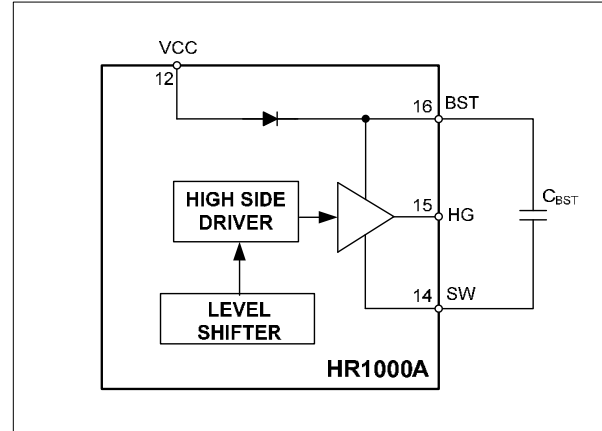 VCC
12
16 BST
HIGH SIDE
DRIVER
15
HG
C_BST
14 SW
LEVEL
SHIFTER
HR1000A